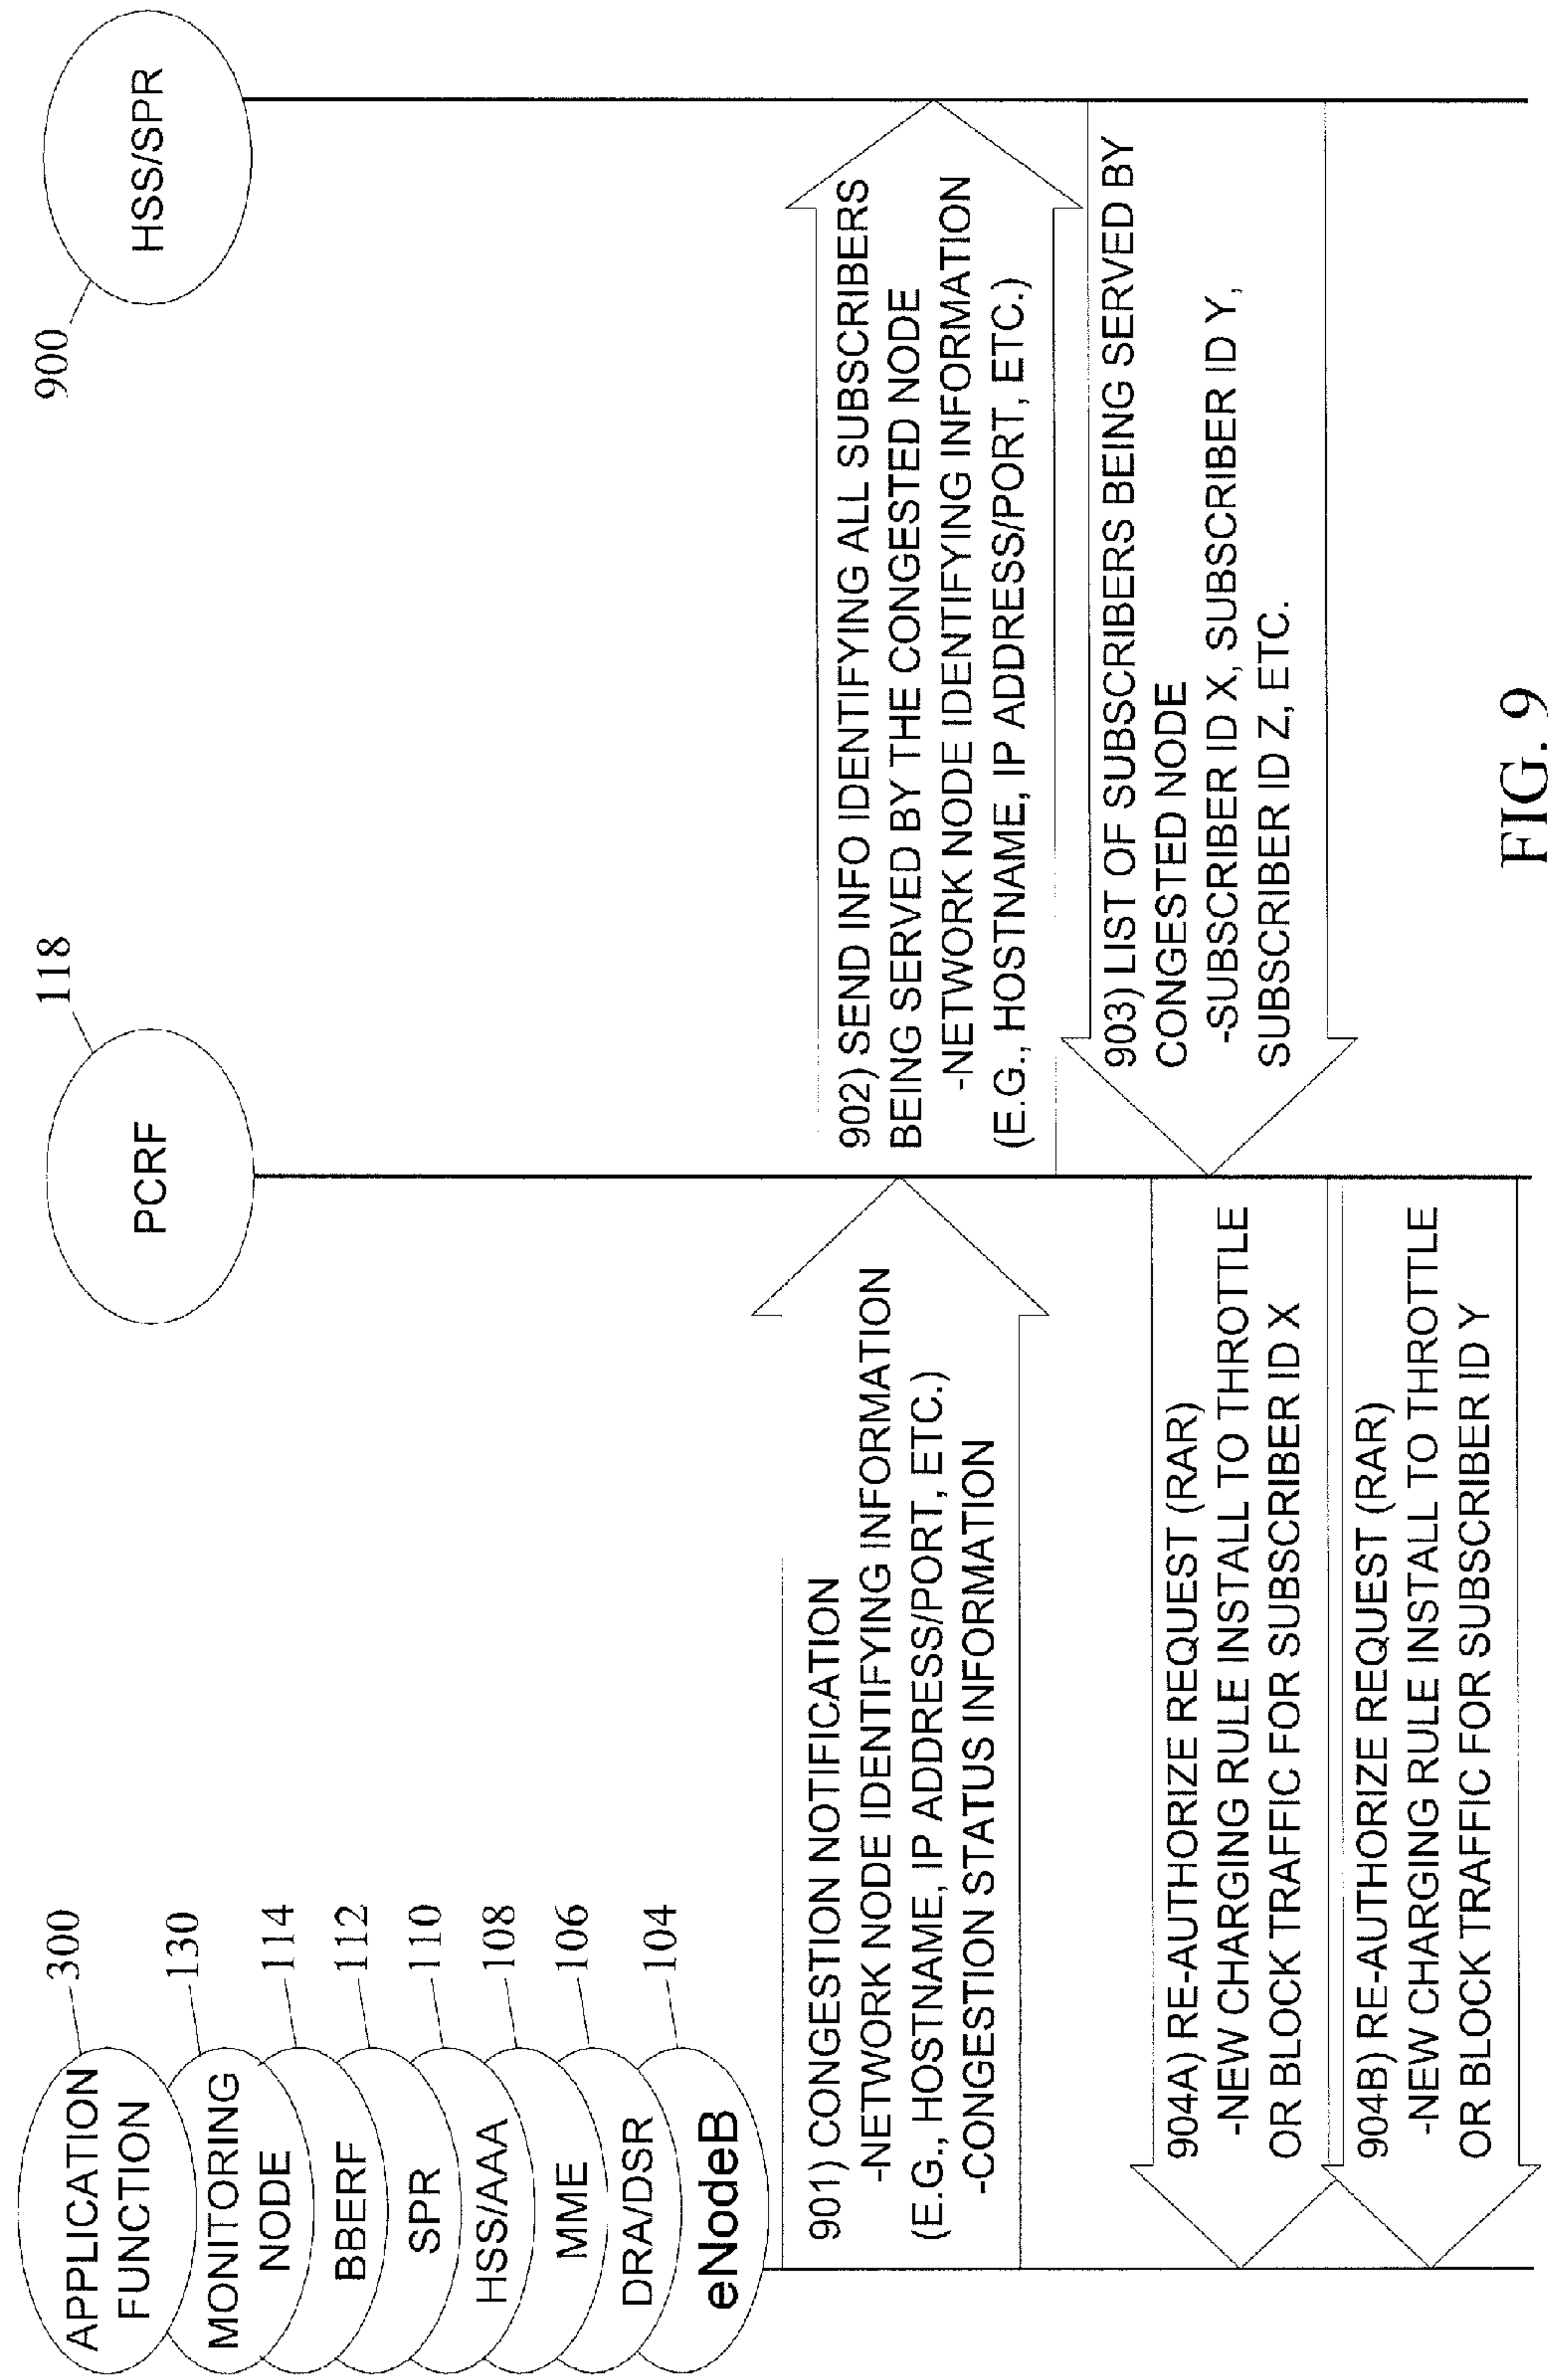 300
APPLICATION
FUNCTION
130
MONITORING
NODE
114
BBERF
112
SPR
110
HSS/AAA
108
MME
106
DRA/DSR
104
eNodeB
118
PCRF
900
HSS/SPR
901) CONGESTION NOTIFICATION
-NETWORK NODE IDENTIFYING INFORMATION
(E.G., HOSTNAME, IP ADDRESS/PORT, ETC.)
-CONGESTION STATUS INFORMATION
902) SEND INFO IDENTIFYING ALL SUBSCRIBERS
BEING SERVED BY THE CONGESTED NODE
-NETWORK NODE IDENTIFYING INFORMATION
(E.G., HOSTNAME, IP ADDRESS/PORT, ETC.)
903) LIST OF SUBSCRIBERS BEING SERVED BY
CONGESTED NODE
-SUBSCRIBER ID X, SUBSCRIBER ID Y,
SUBSCRIBER ID Z, ETC.
904A) RE-AUTHORIZE REQUEST (RAR)
-NEW CHARGING RULE INSTALL TO THROTTLE
OR BLOCK TRAFFIC FOR SUBSCRIBER ID X
904B) RE-AUTHORIZE REQUEST (RAR)
-NEW CHARGING RULE INSTALL TO THROTTLE
OR BLOCK TRAFFIC FOR SUBSCRIBER ID Y
FIG. 9